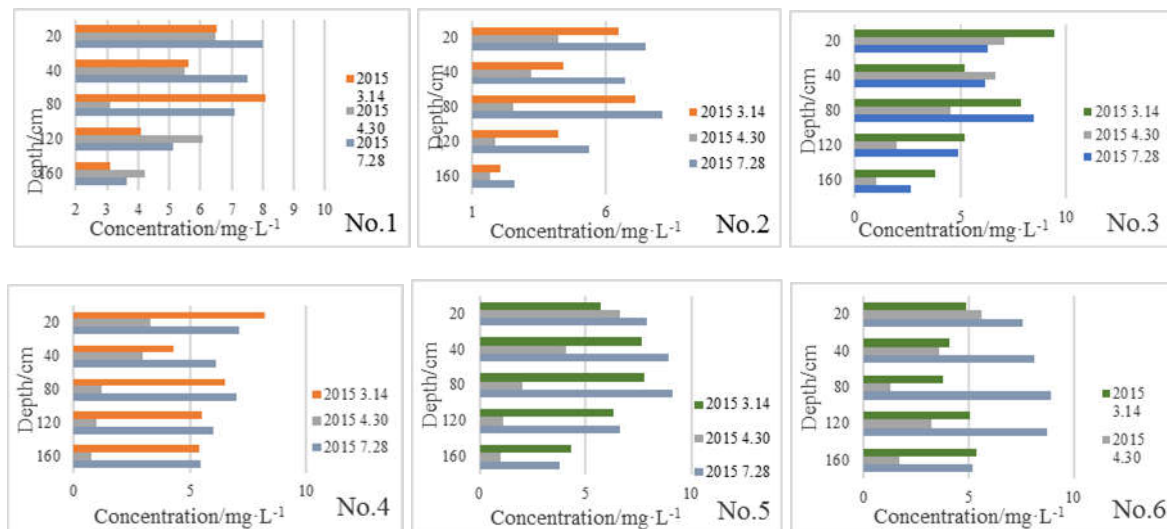 20
40
80
120
160
Depth/cm
2 3 4 5 6 7 8 9 10
Concentration/mg·L⁻¹
2015
3.14
2015
4.30
2015
7.28
No.1
20
40
80
120
160
Depth/cm
1 6
Concentration/mg·L⁻¹
2015 3.14
2015 4.30
2015 7.28
No.2
20
40
80
120
160
Depth/cm
0 5 10
Concentration/mg·L⁻¹
2015 3.14
2015 4.30
2015 7.28
No.3
20
40
80
120
160
Depth/cm
0 5 10
Concentration/mg·L⁻¹
2015 3.14
2015 4.30
2015 7.28
No.4
20
40
80
120
160
Depth/cm
0 5 10
Concentration/mg·L⁻¹
2015 3.14
2015 4.30
2015 7.28
No.5
20
40
80
120
160
Depth/cm
0 5 10
Concentration/mg·L⁻¹
2015
3.14
2015
4.30
No.6